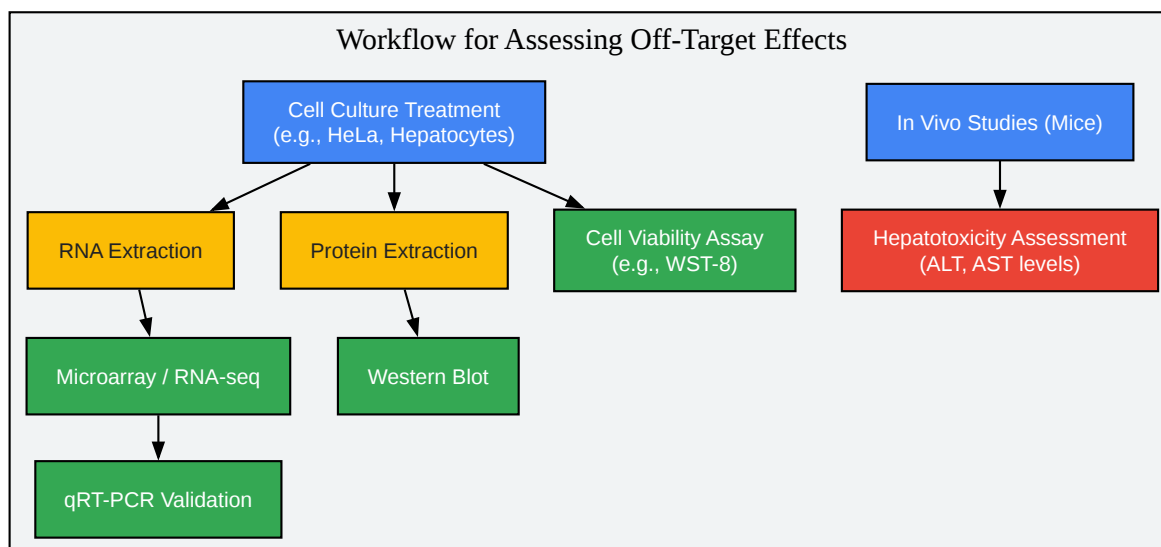 Workflow for Assessing Off-Target Effects
Cell Culture Treatment
(e.g., HeLa, Hepatocytes)
In Vivo Studies (Mice)
RNA Extraction
Protein Extraction
Cell Viability Assay
(e.g., WST-8)
Hepatotoxicity Assessment
(ALT, AST levels)
Microarray / RNA-seq
Western Blot
qRT-PCR Validation